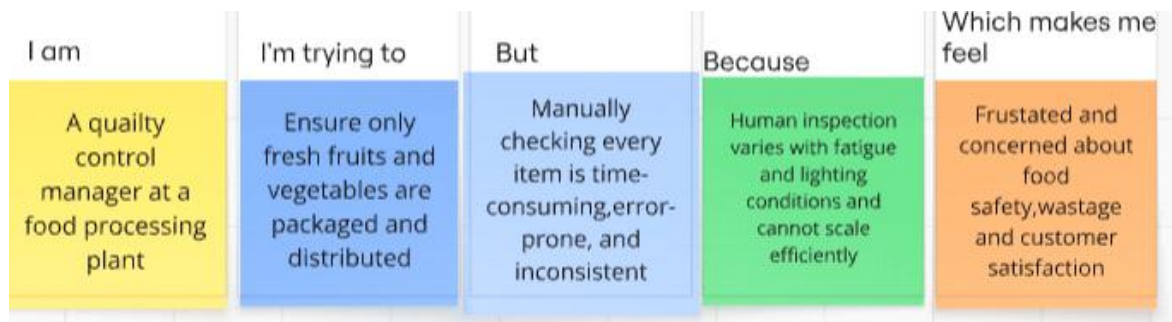 I am
A quailty
control
manager at a
food processing
plant
I'm trying to
Ensure only
fresh fruits and
vegetables are
packaged and
distributed
But
Manually
checking every
item is time-
consuming,error-
prone, and
inconsistent
Because
Human inspection
varies with fatigue
and lighting
conditions and
cannot scale
efficiently
Which makes me
feel
Frustated and
concerned about
food
safety,wastage
and customer
satisfaction